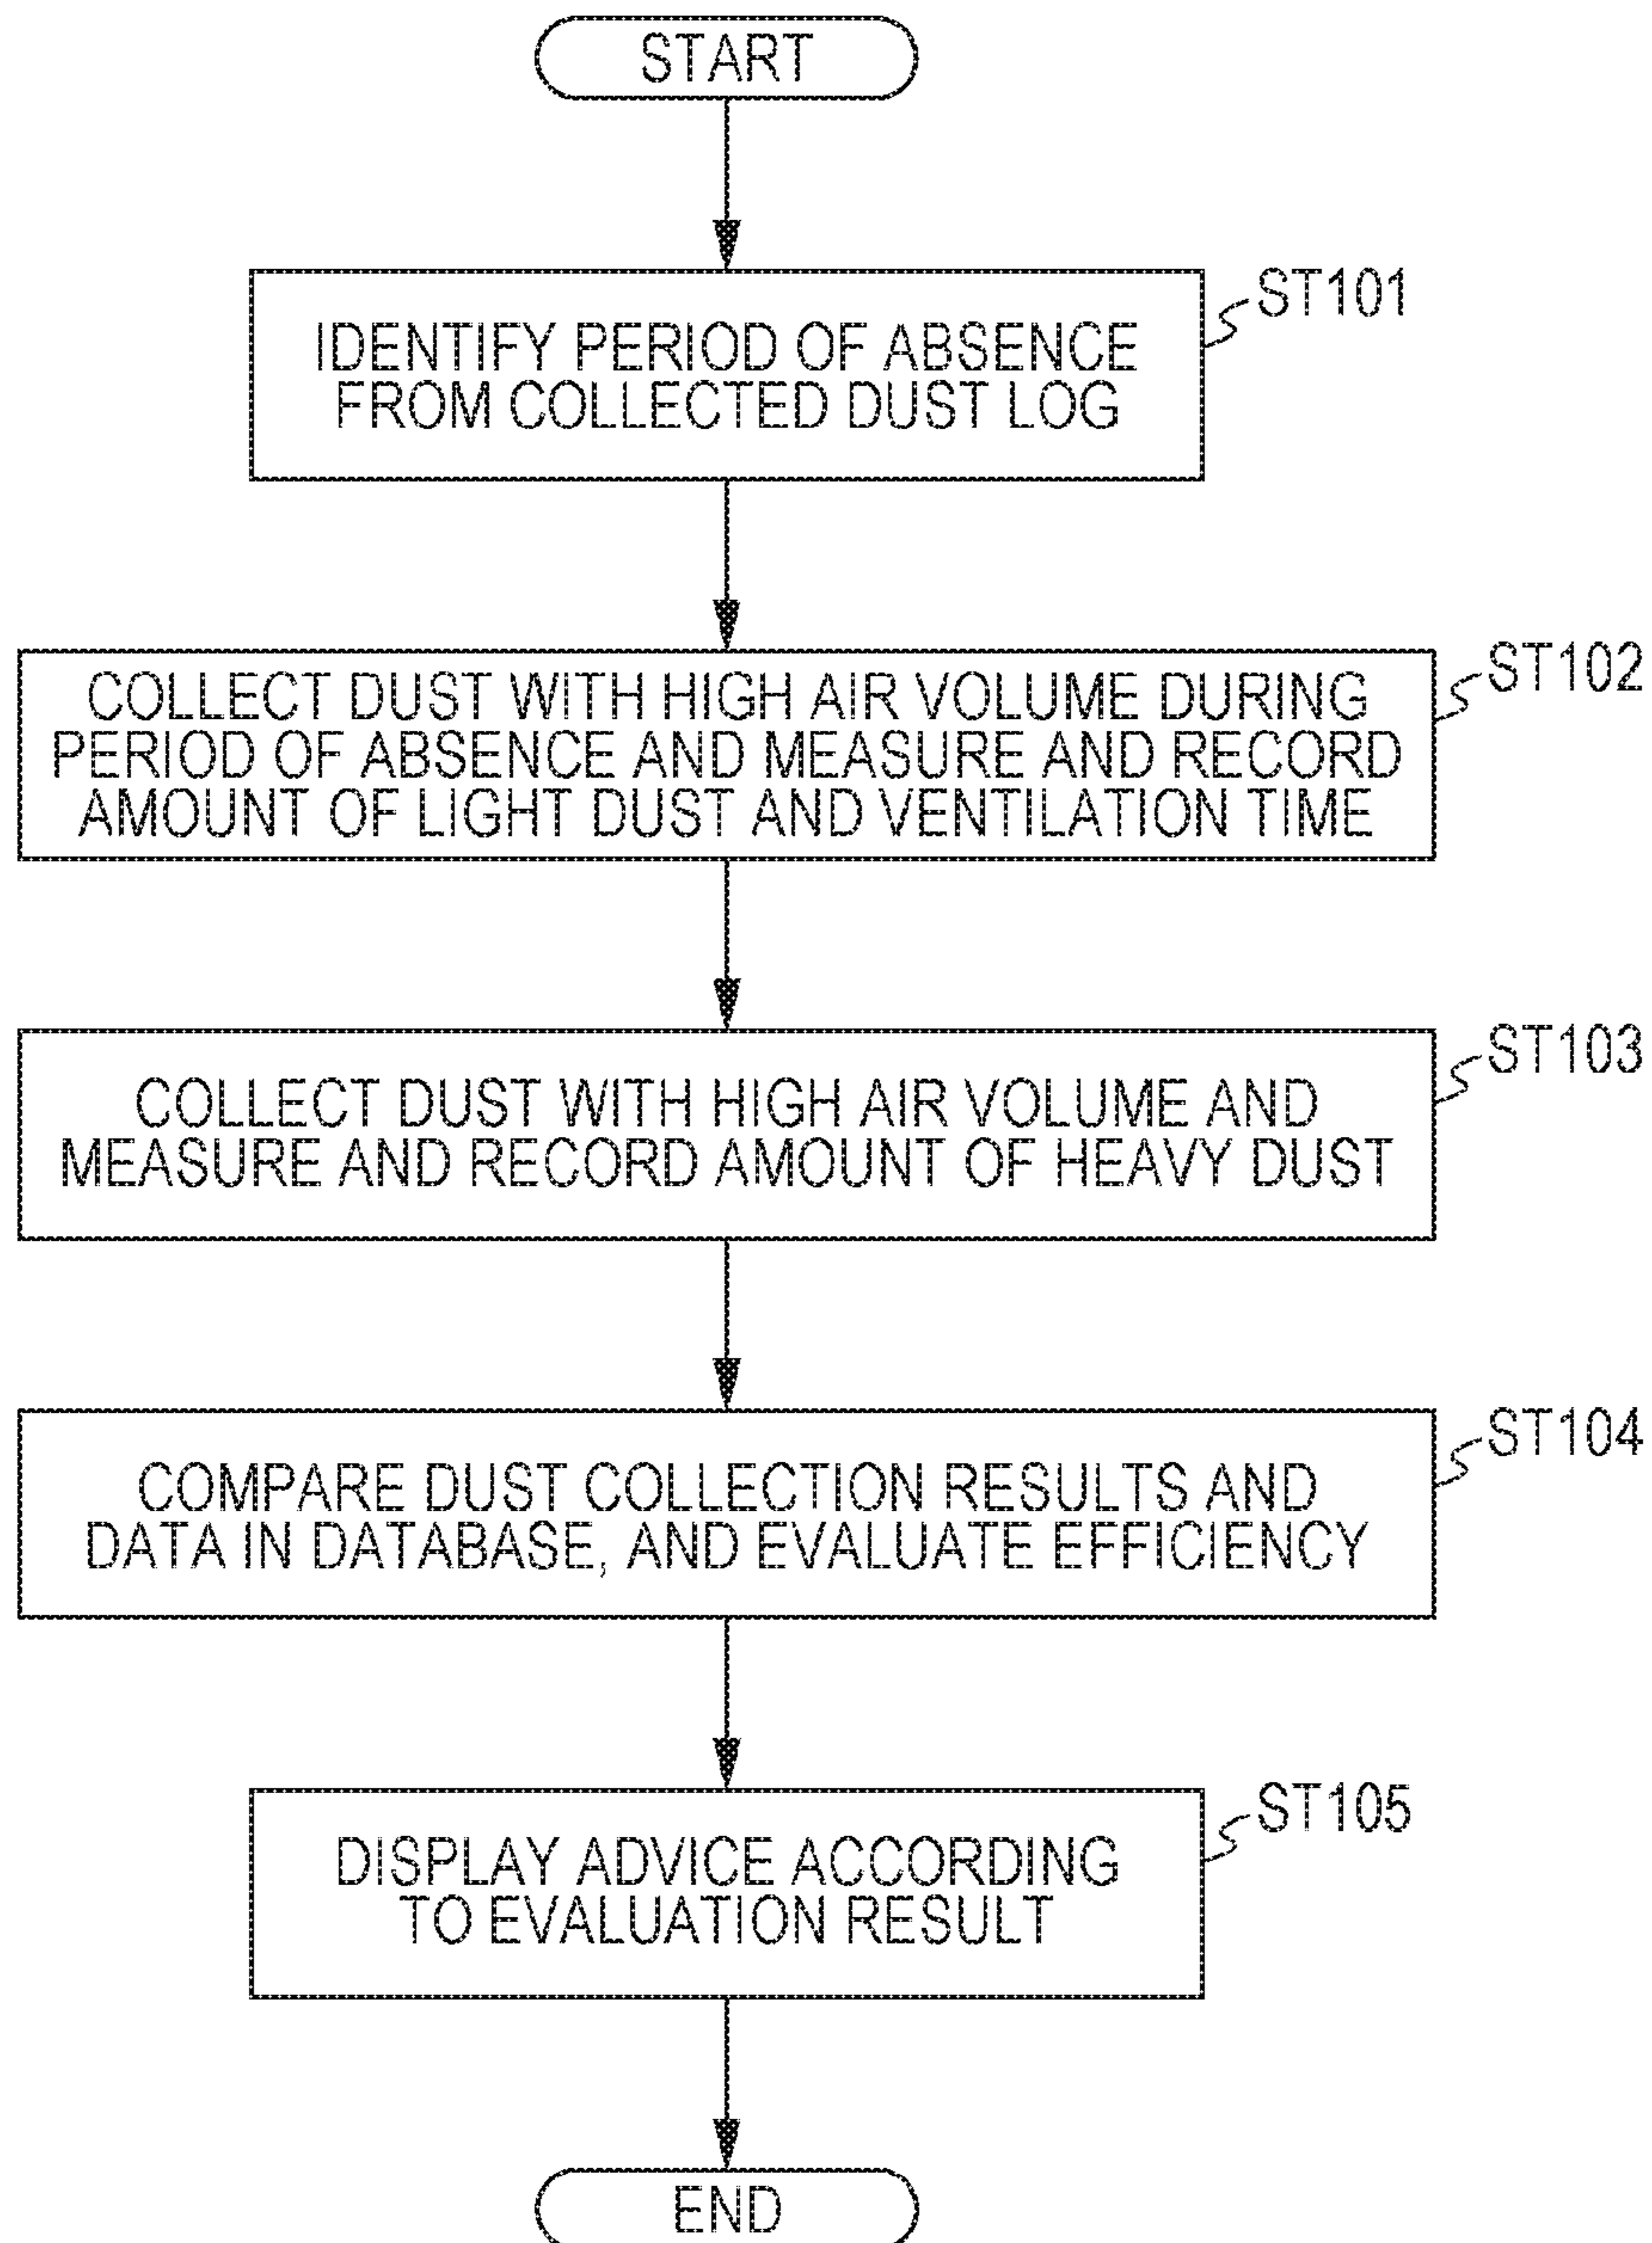 START
ST101
IDENTIFY PERIOD OF ABSENCE
FROM COLLECTED DUST LOG
ST102
COLLECT DUST WITH HIGH AIR VOLUME DURING
PERIOD OF ABSENCE AND MEASURE AND RECORD
AMOUNT OF LIGHT DUST AND VENTILATION TIME
ST103
COLLECT DUST WITH HIGH AIR VOLUME AND
MEASURE AND RECORD AMOUNT OF HEAVY DUST
ST104
COMPARE DUST COLLECTION RESULTS AND
DATA IN DATABASE, AND EVALUATE EFFICIENCY
ST105
DISPLAY ADVICE ACCORDING
TO EVALUATION RESULT
END